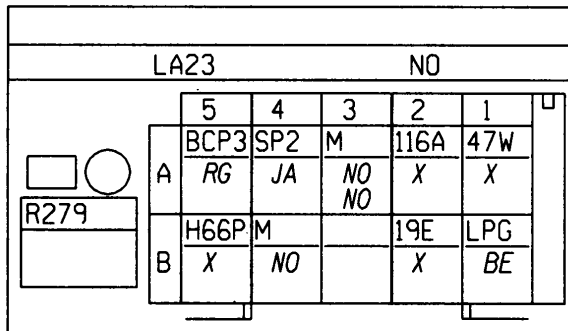 LA23 NO
5 4 3 2 1
BCP3 SP2 M 116A 47W
A RG JA NO X X
NO
R279
H66P M 19E LPG
B X NO X BE